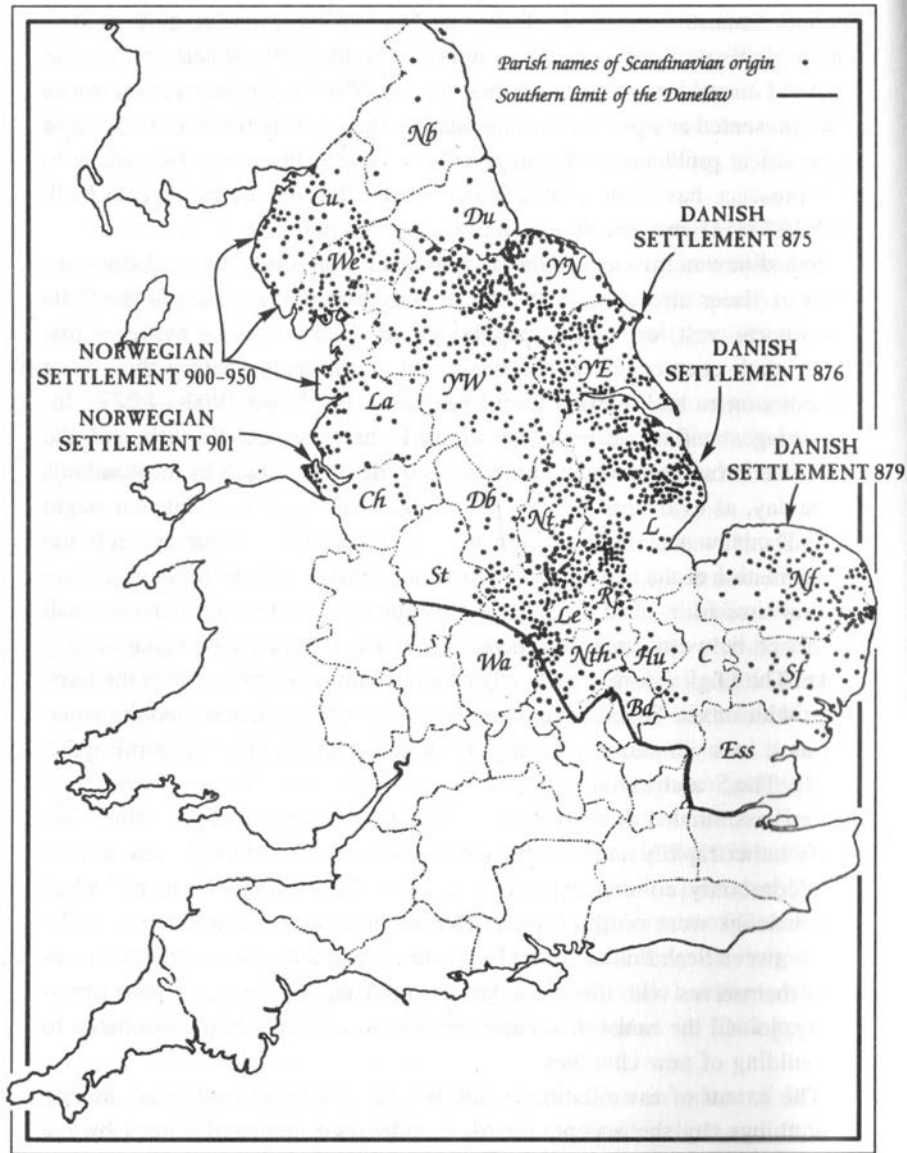 Parish names of Scandinavian origin
Southern limit of the Danelaw
Nb
Cu
Du
DANISH
SETTLEMENT 875
We
YN
NORWEGIAN
SETTLEMENT 900–950
DANISH
SETTLEMENT 876
YE
La
YW
NORWEGIAN
SETTLEMENT 901
DANISH
SETTLEMENT 879
Ch
Db
Nt
L
St
R
Nf
Le
Wa
Nth
Hu
C
Sf
Bd
Ess